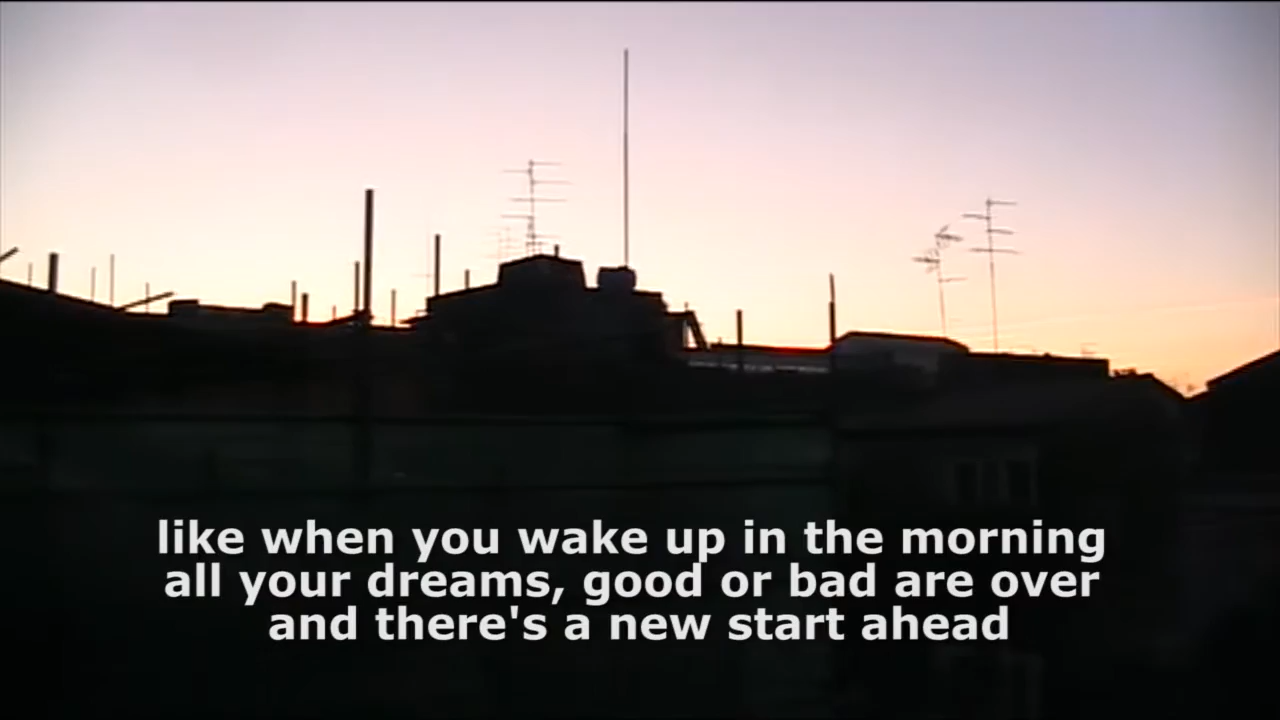 like when you wake up in the morning
all your dreams, good or bad are over
and there's a new start ahead